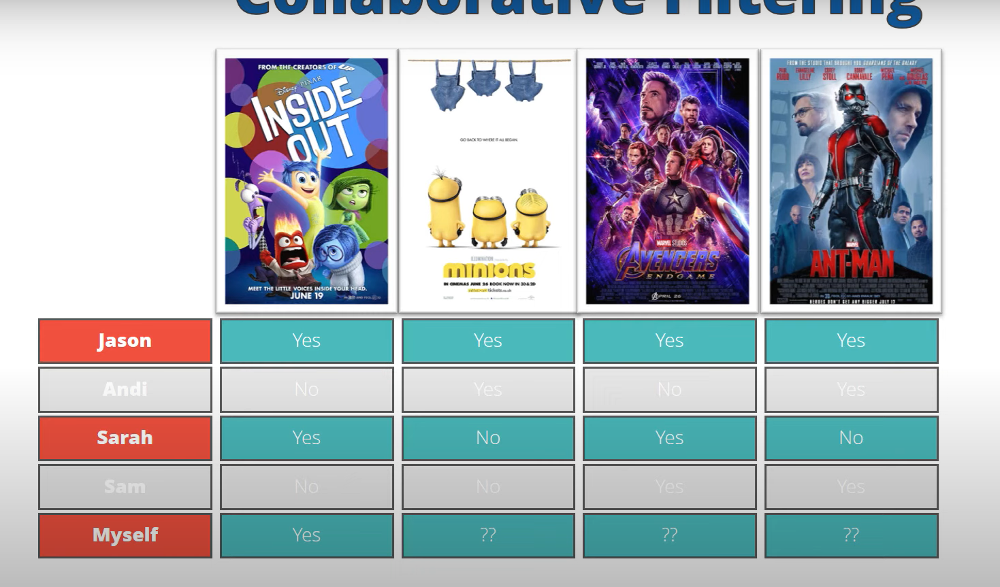 Collaborative Filtering
FROM THE CREATORS OF UP
Disney PIXAR
INSIDE
OUT
MEET THE LITTLE VOICES INSIDE YOUR HEAD.
JUNE 19
GO BACK TO WHERE IT ALL BEGAN.
ILLUMINATION
minions
IN CINEMAS JUNE 26 BOOK NOW IN 3D&2D
MARVEL STUDIOS
AVENGERS
ENDGAME
APRIL 26
FROM THE STUDIO THAT BROUGHT YOU GUARDIANS OF THE GALAXY
PAUL RUDD EVANGELINE LILLY COREY STOLL BOBBY CANNAVALE MICHAEL PEÑA DOUGLAS
MARVEL
ANT-MAN
HEROES DON'T GET ANY BIGGER JULY 17
Jason Yes Yes Yes Yes
Andi No Yes No Yes
Sarah Yes No Yes No
Sam No No Yes Yes
Myself Yes ?? ?? ??